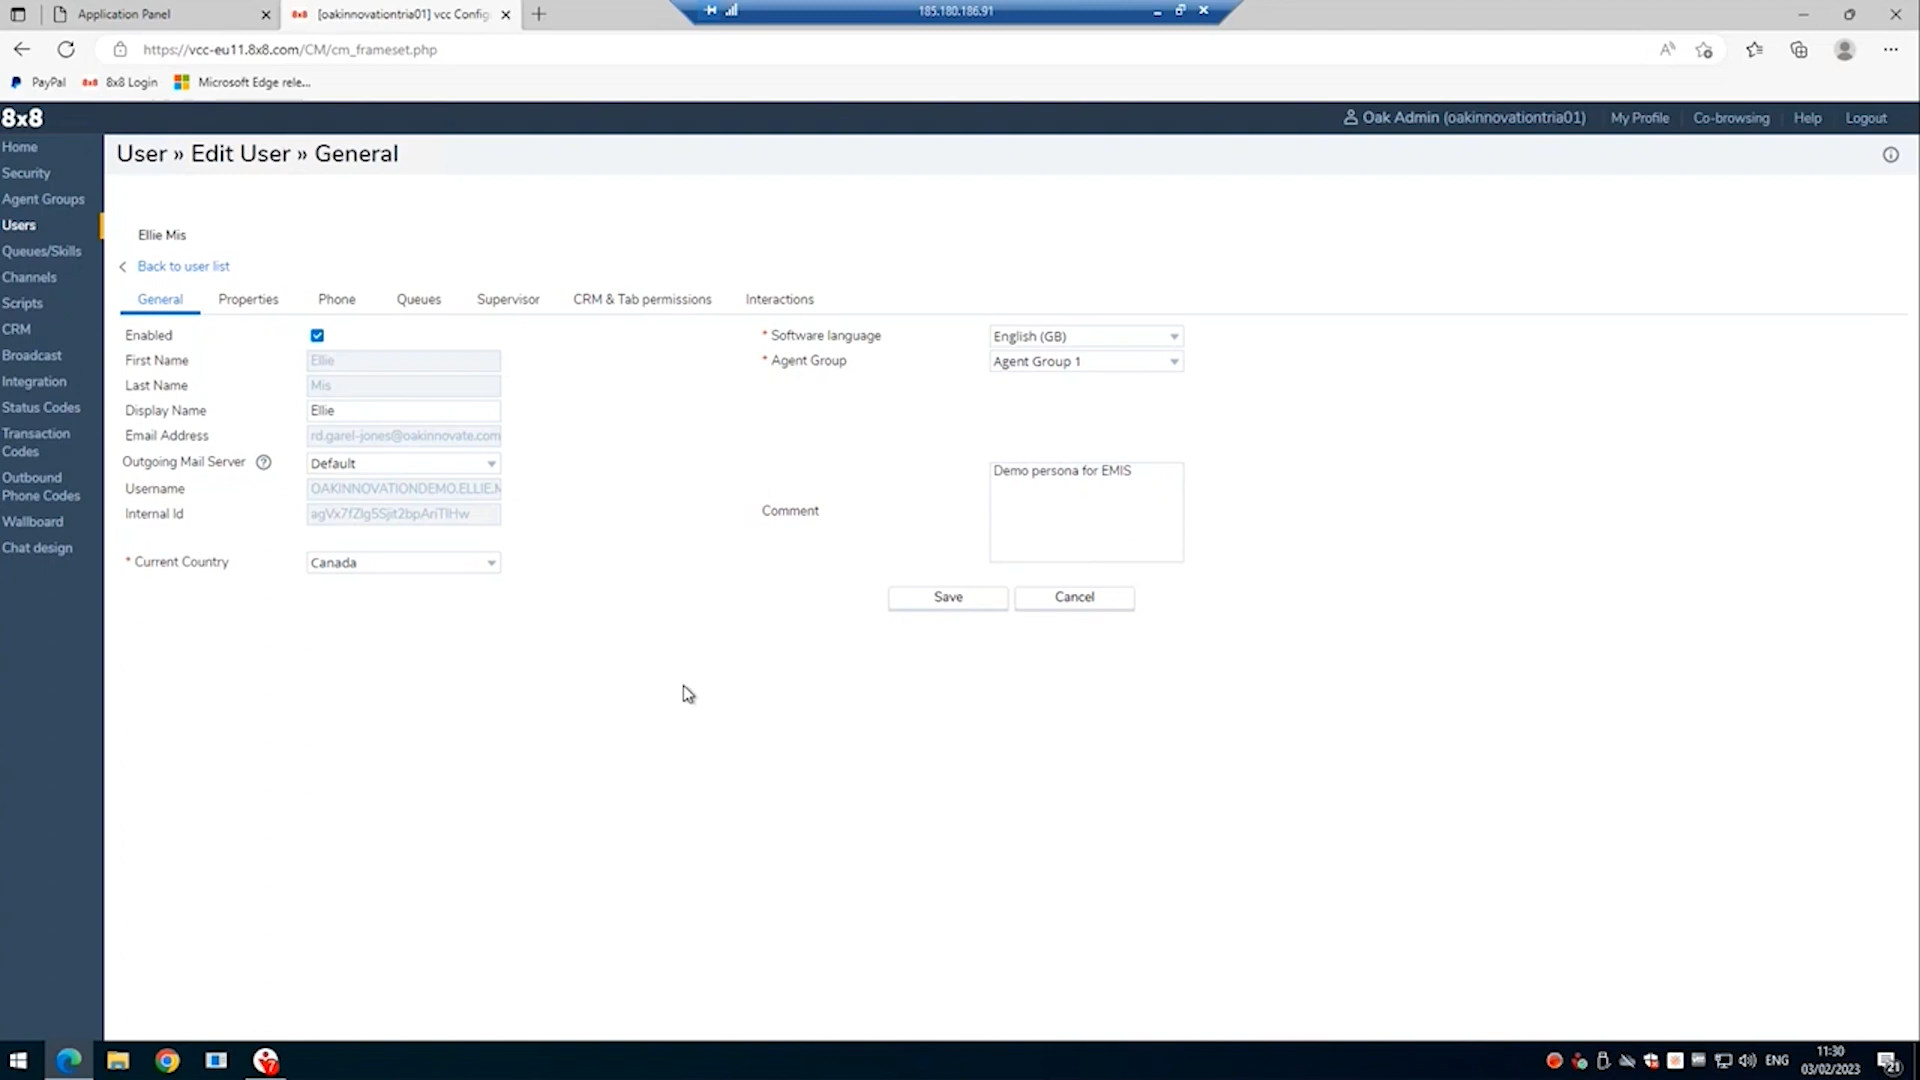 Application Panel
8x8 [oakinnovationtria01] vcc Config
185.180.186.91
https://vcc-eu11.8x8.com/CM/cm_frameset.php
PayPal
8x8 8x8 Login
Microsoft Edge rele...
8x8
Oak Admin (oakinnovationtria01)
My Profile
Co-browsing
Help
Logout
Home
Security
Agent Groups
Users
Queues/Skills
Channels
Scripts
CRM
Broadcast
Integration
Status Codes
Transaction
Codes
Outbound
Phone Codes
Wallboard
Chat design
User » Edit User » General
Ellie Mis
Back to user list
General
Properties
Phone
Queues
Supervisor
CRM & Tab permissions
Interactions
Enabled
First Name Ellie
Last Name Mis
Display Name Ellie
Email Address rd.garel-jones@oakinnovate.com
Outgoing Mail Server ? Default
Username OAKINNOVATIONDEMO.ELLIE.M
Internal Id
* Current Country Canada
* Software language English (GB)
* Agent Group Agent Group 1
Comment Demo persona for EMIS
Save
Cancel
ENG
11:30
03/02/2023
21